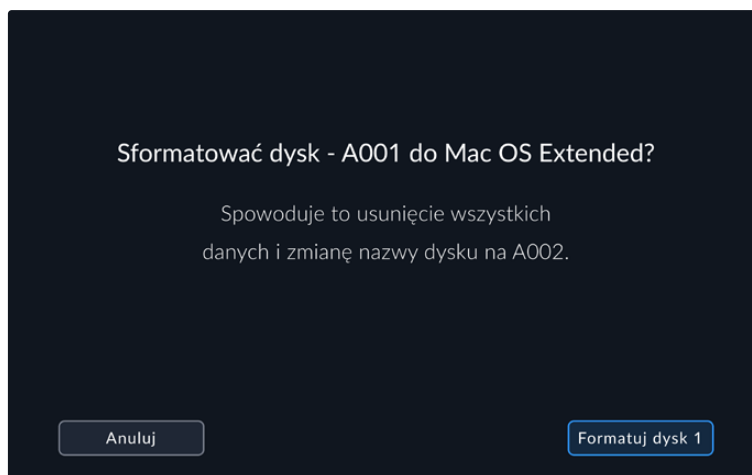 Sformatować dysk - A001 do Mac OS Extended?
Spowoduje to usunięcie wszystkich
danych i zmianę nazwy dysku na A002.
Anuluj
Formatuj dysk 1